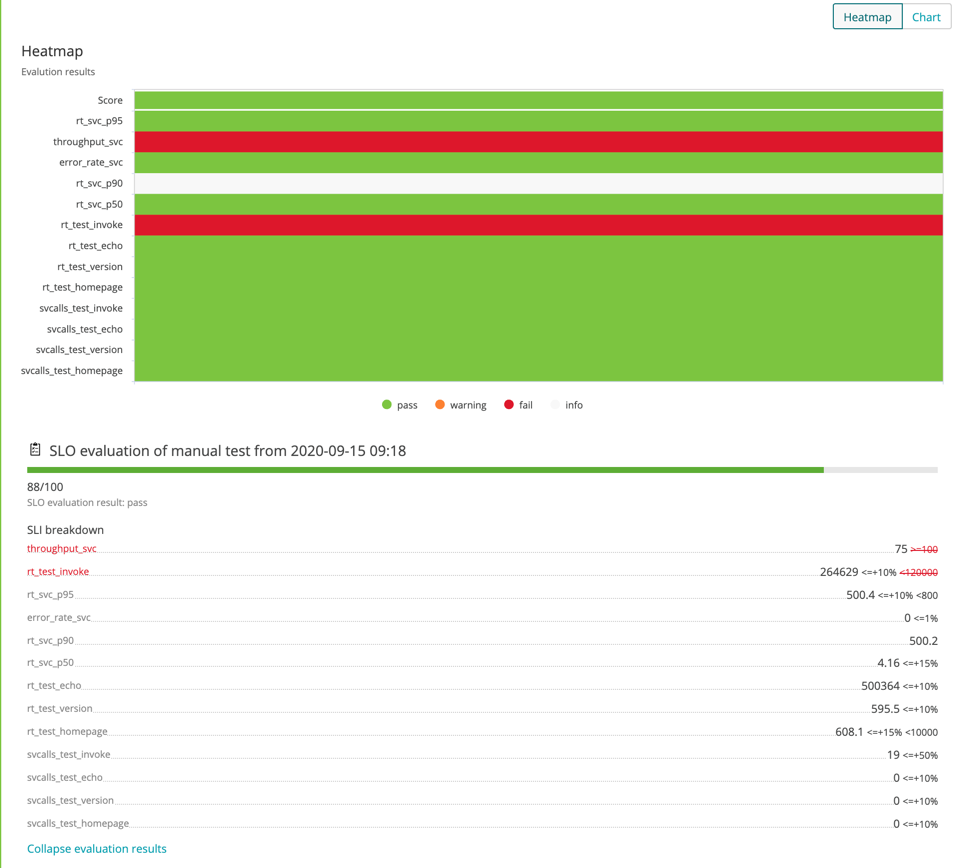 Heatmap Chart
Heatmap
Evalution results
Score
rt_svc_p95
throughput_svc
error_rate_svc
rt_svc_p90
rt_svc_p50
rt_test_invoke
rt_test_echo
rt_test_version
rt_test_homepage
svcalls_test_invoke
svcalls_test_echo
svcalls_test_version
svcalls_test_homepage
pass warning fail info
SLO evaluation of manual test from 2020-09-15 09:18
88/100
SLO evaluation result: pass
SLI breakdown
throughput_svc 75 >=100
rt_test_invoke 264629 <=+10% <120000
rt_svc_p95 500.4 <=+10% <800
error_rate_svc 0 <=1%
rt_svc_p90 500.2
rt_svc_p50 4.16 <=+15%
rt_test_echo 500364 <=+10%
rt_test_version 595.5 <=+10%
rt_test_homepage 608.1 <=+15% <10000
svcalls_test_invoke 19 <=+50%
svcalls_test_echo 0 <=+10%
svcalls_test_version 0 <=+10%
svcalls_test_homepage 0 <=+10%
Collapse evaluation results